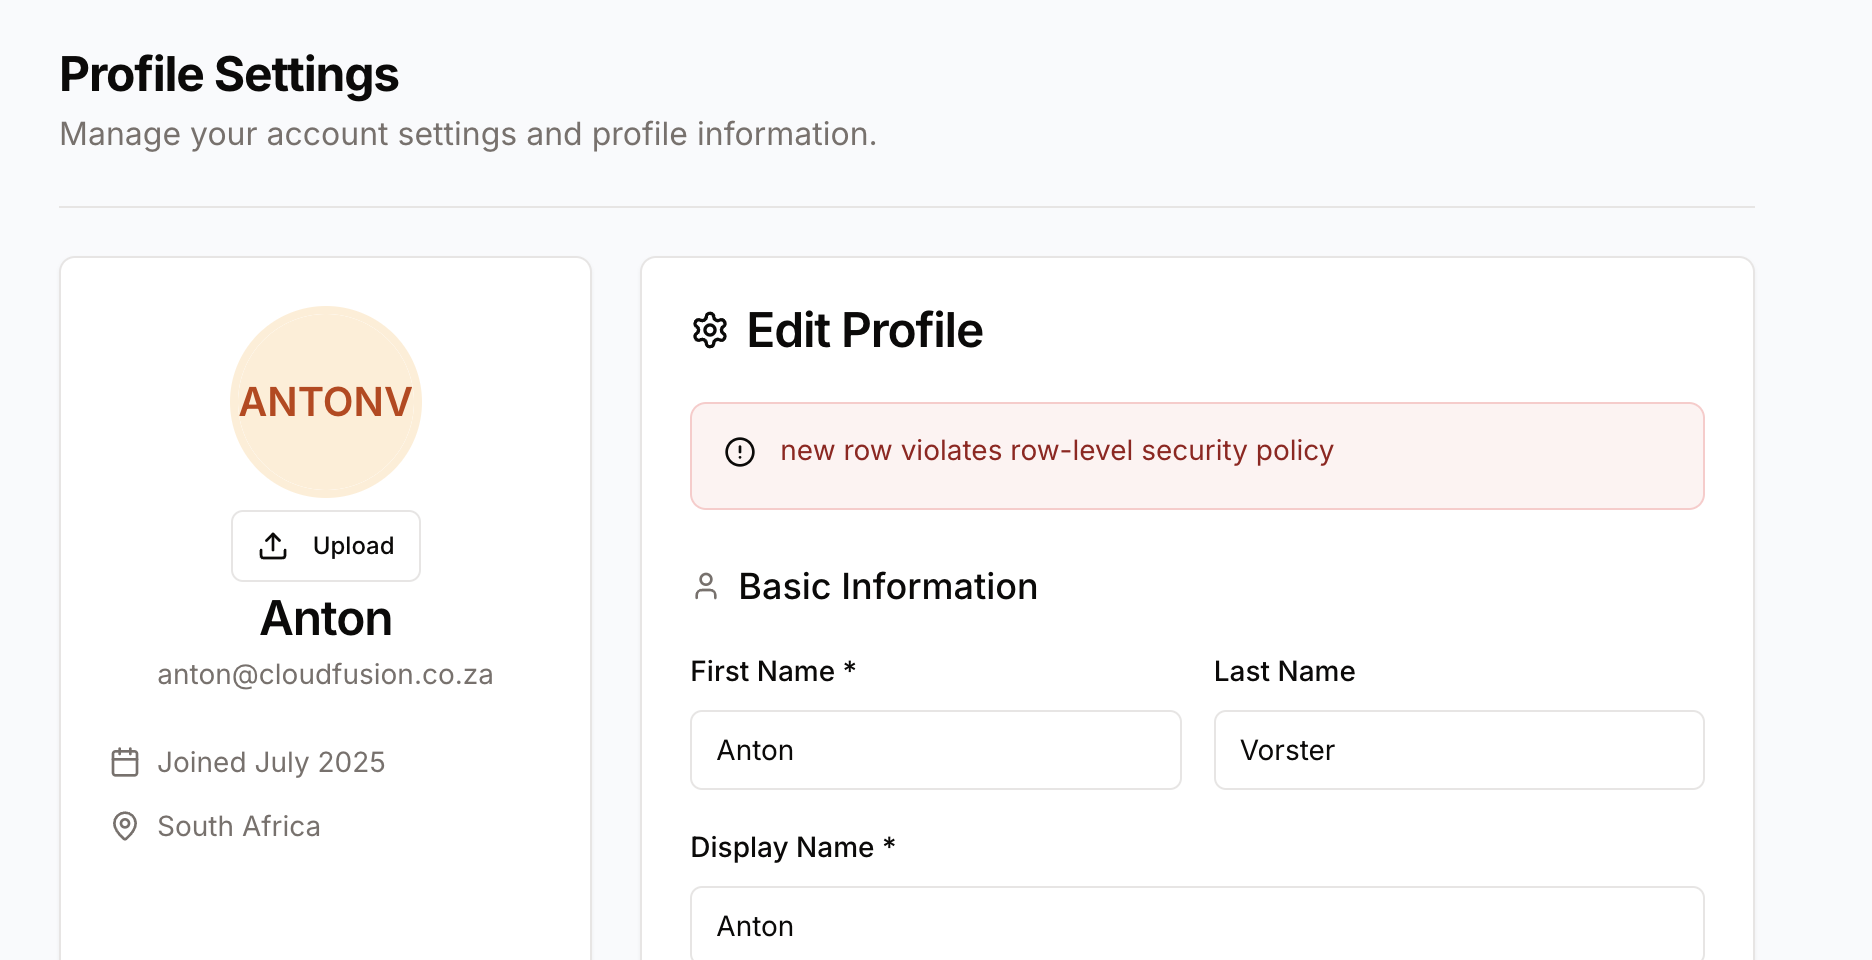 Profile Settings
Manage your account settings and profile information.
ANTONV
Upload
Anton
anton@cloudfusion.co.za
Joined July 2025
South Africa
Edit Profile
new row violates row-level security policy
Basic Information
First Name *
Last Name
Anton
Vorster
Display Name *
Anton